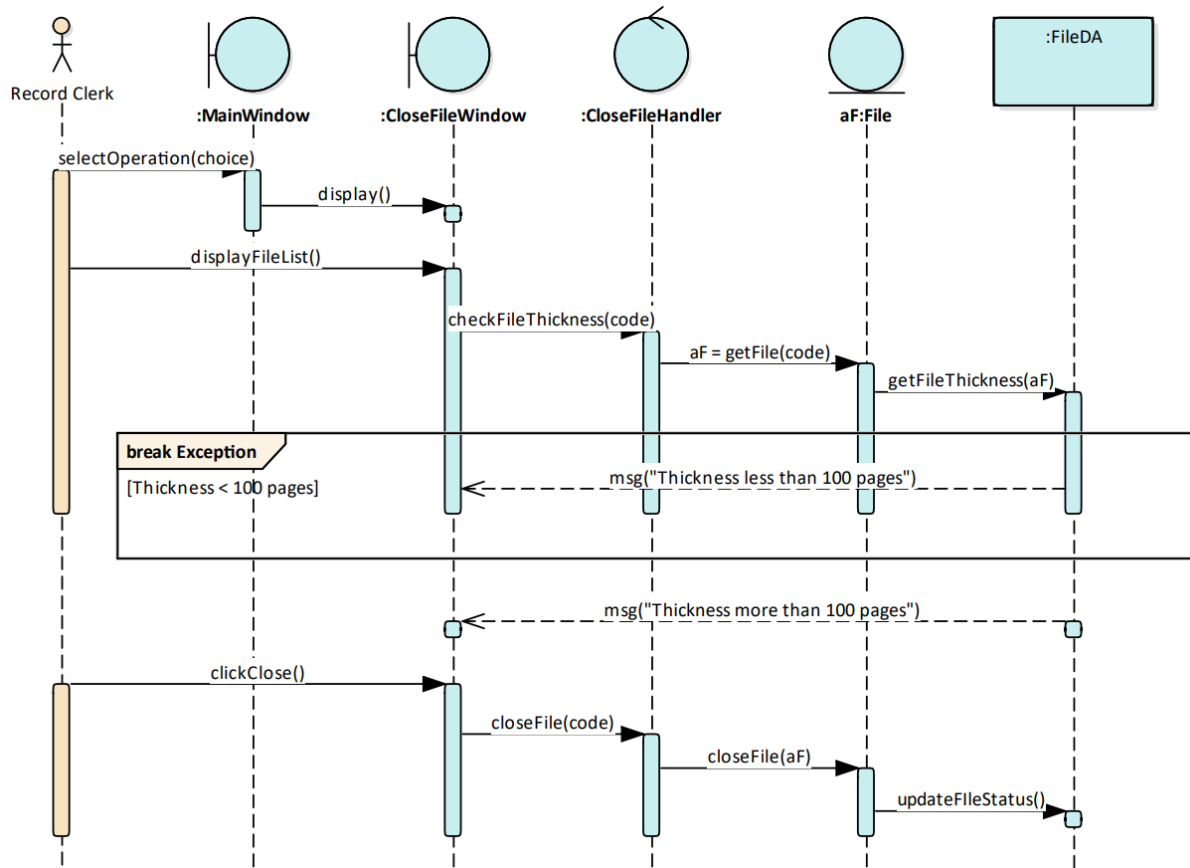 :FileDA
Record Clerk
:MainWindow
:CloseFileWindow
:CloseFileHandler
aF:File
selectOperation(choice)
display()
displayFileList()
checkFileThickness(code)
aF = getFile(code)
getFileThickness(aF)
break Exception
[Thickness < 100 pages]
msg("Thickness less than 100 pages")
msg("Thickness more than 100 pages")
clickClose()
closeFile(code)
closeFile(aF)
updateFIleStatus()